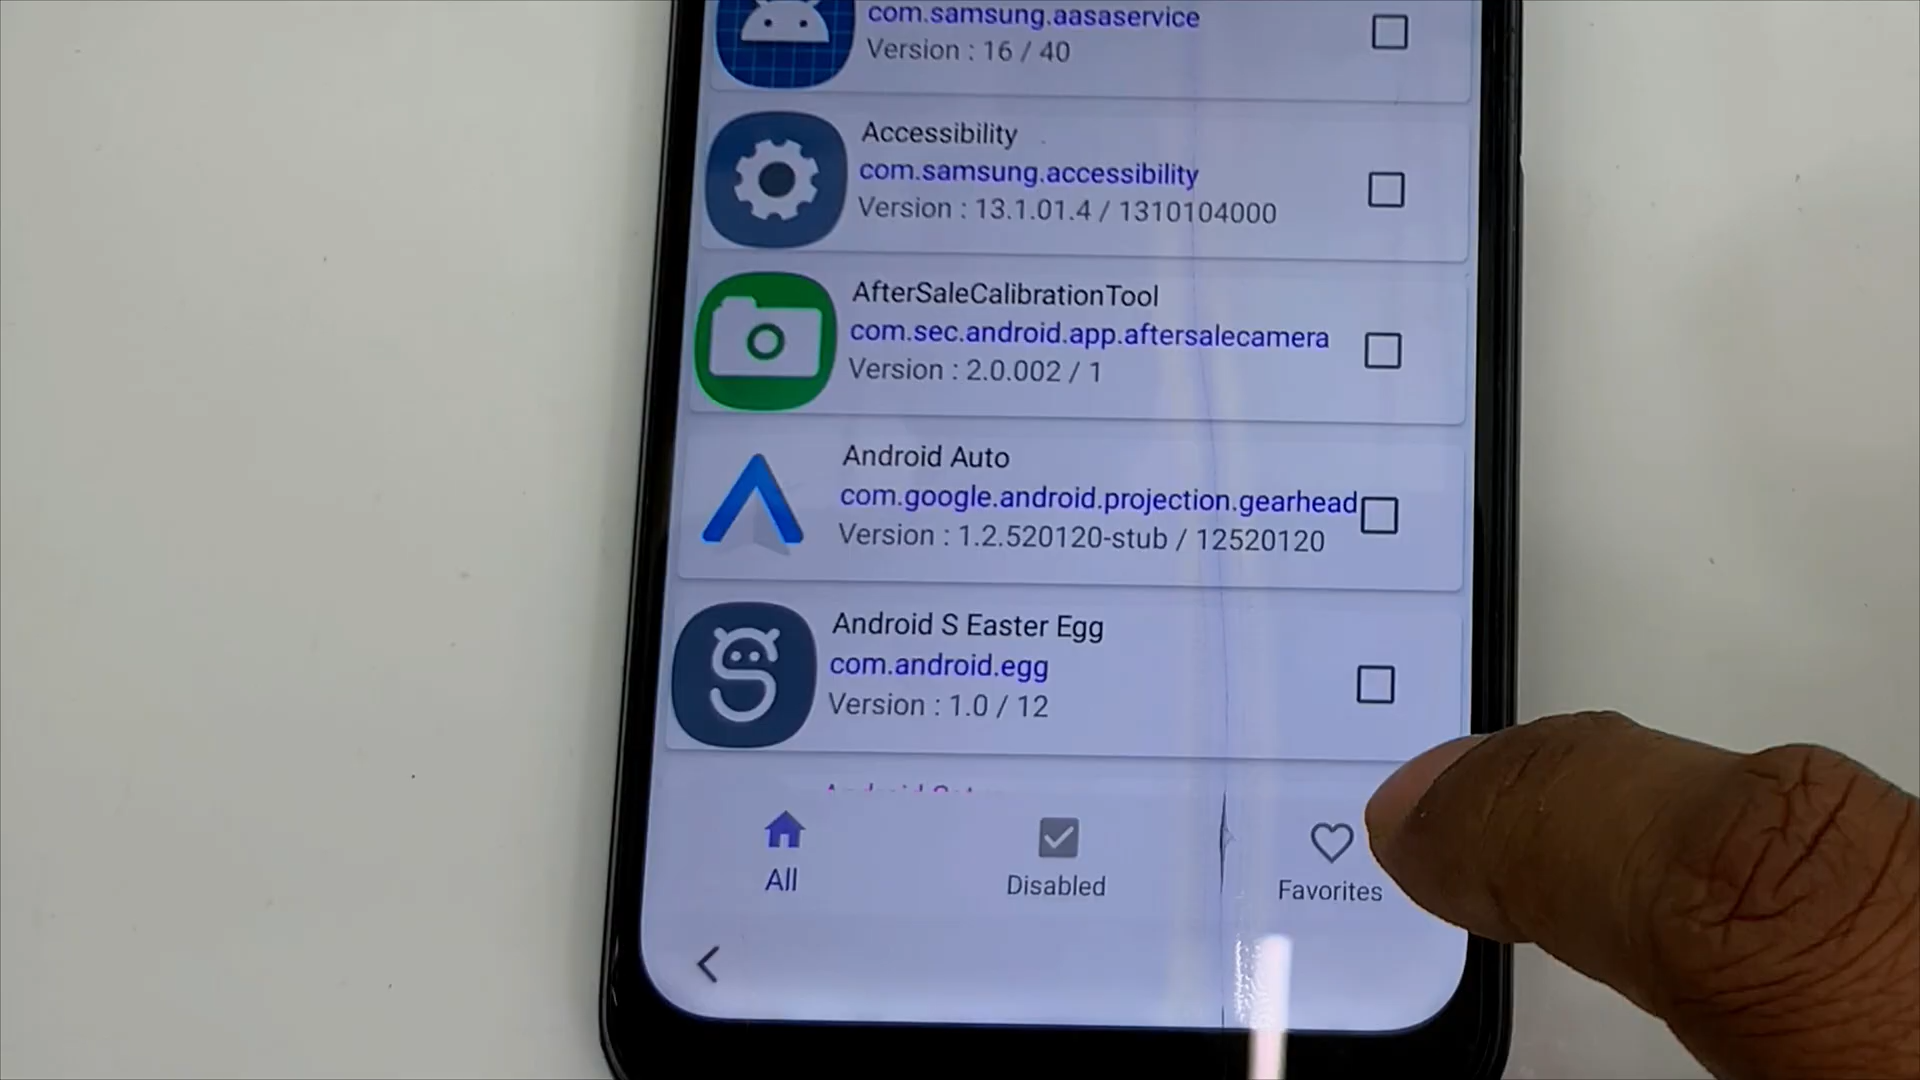 com.samsung.aasaservice
Version : 16 / 40
Accessibility
com.samsung.accessibility
Version : 13.1.01.4 / 1310104000
AfterSaleCalibrationTool
com.sec.android.app.aftersalecamera
Version : 2.0.002 / 1
Android Auto
com.google.android.projection.gearhead
Version : 1.2.520120-stub / 12520120
Android S Easter Egg
com.android.egg
Version : 1.0 / 12
All
Disabled
Favorites